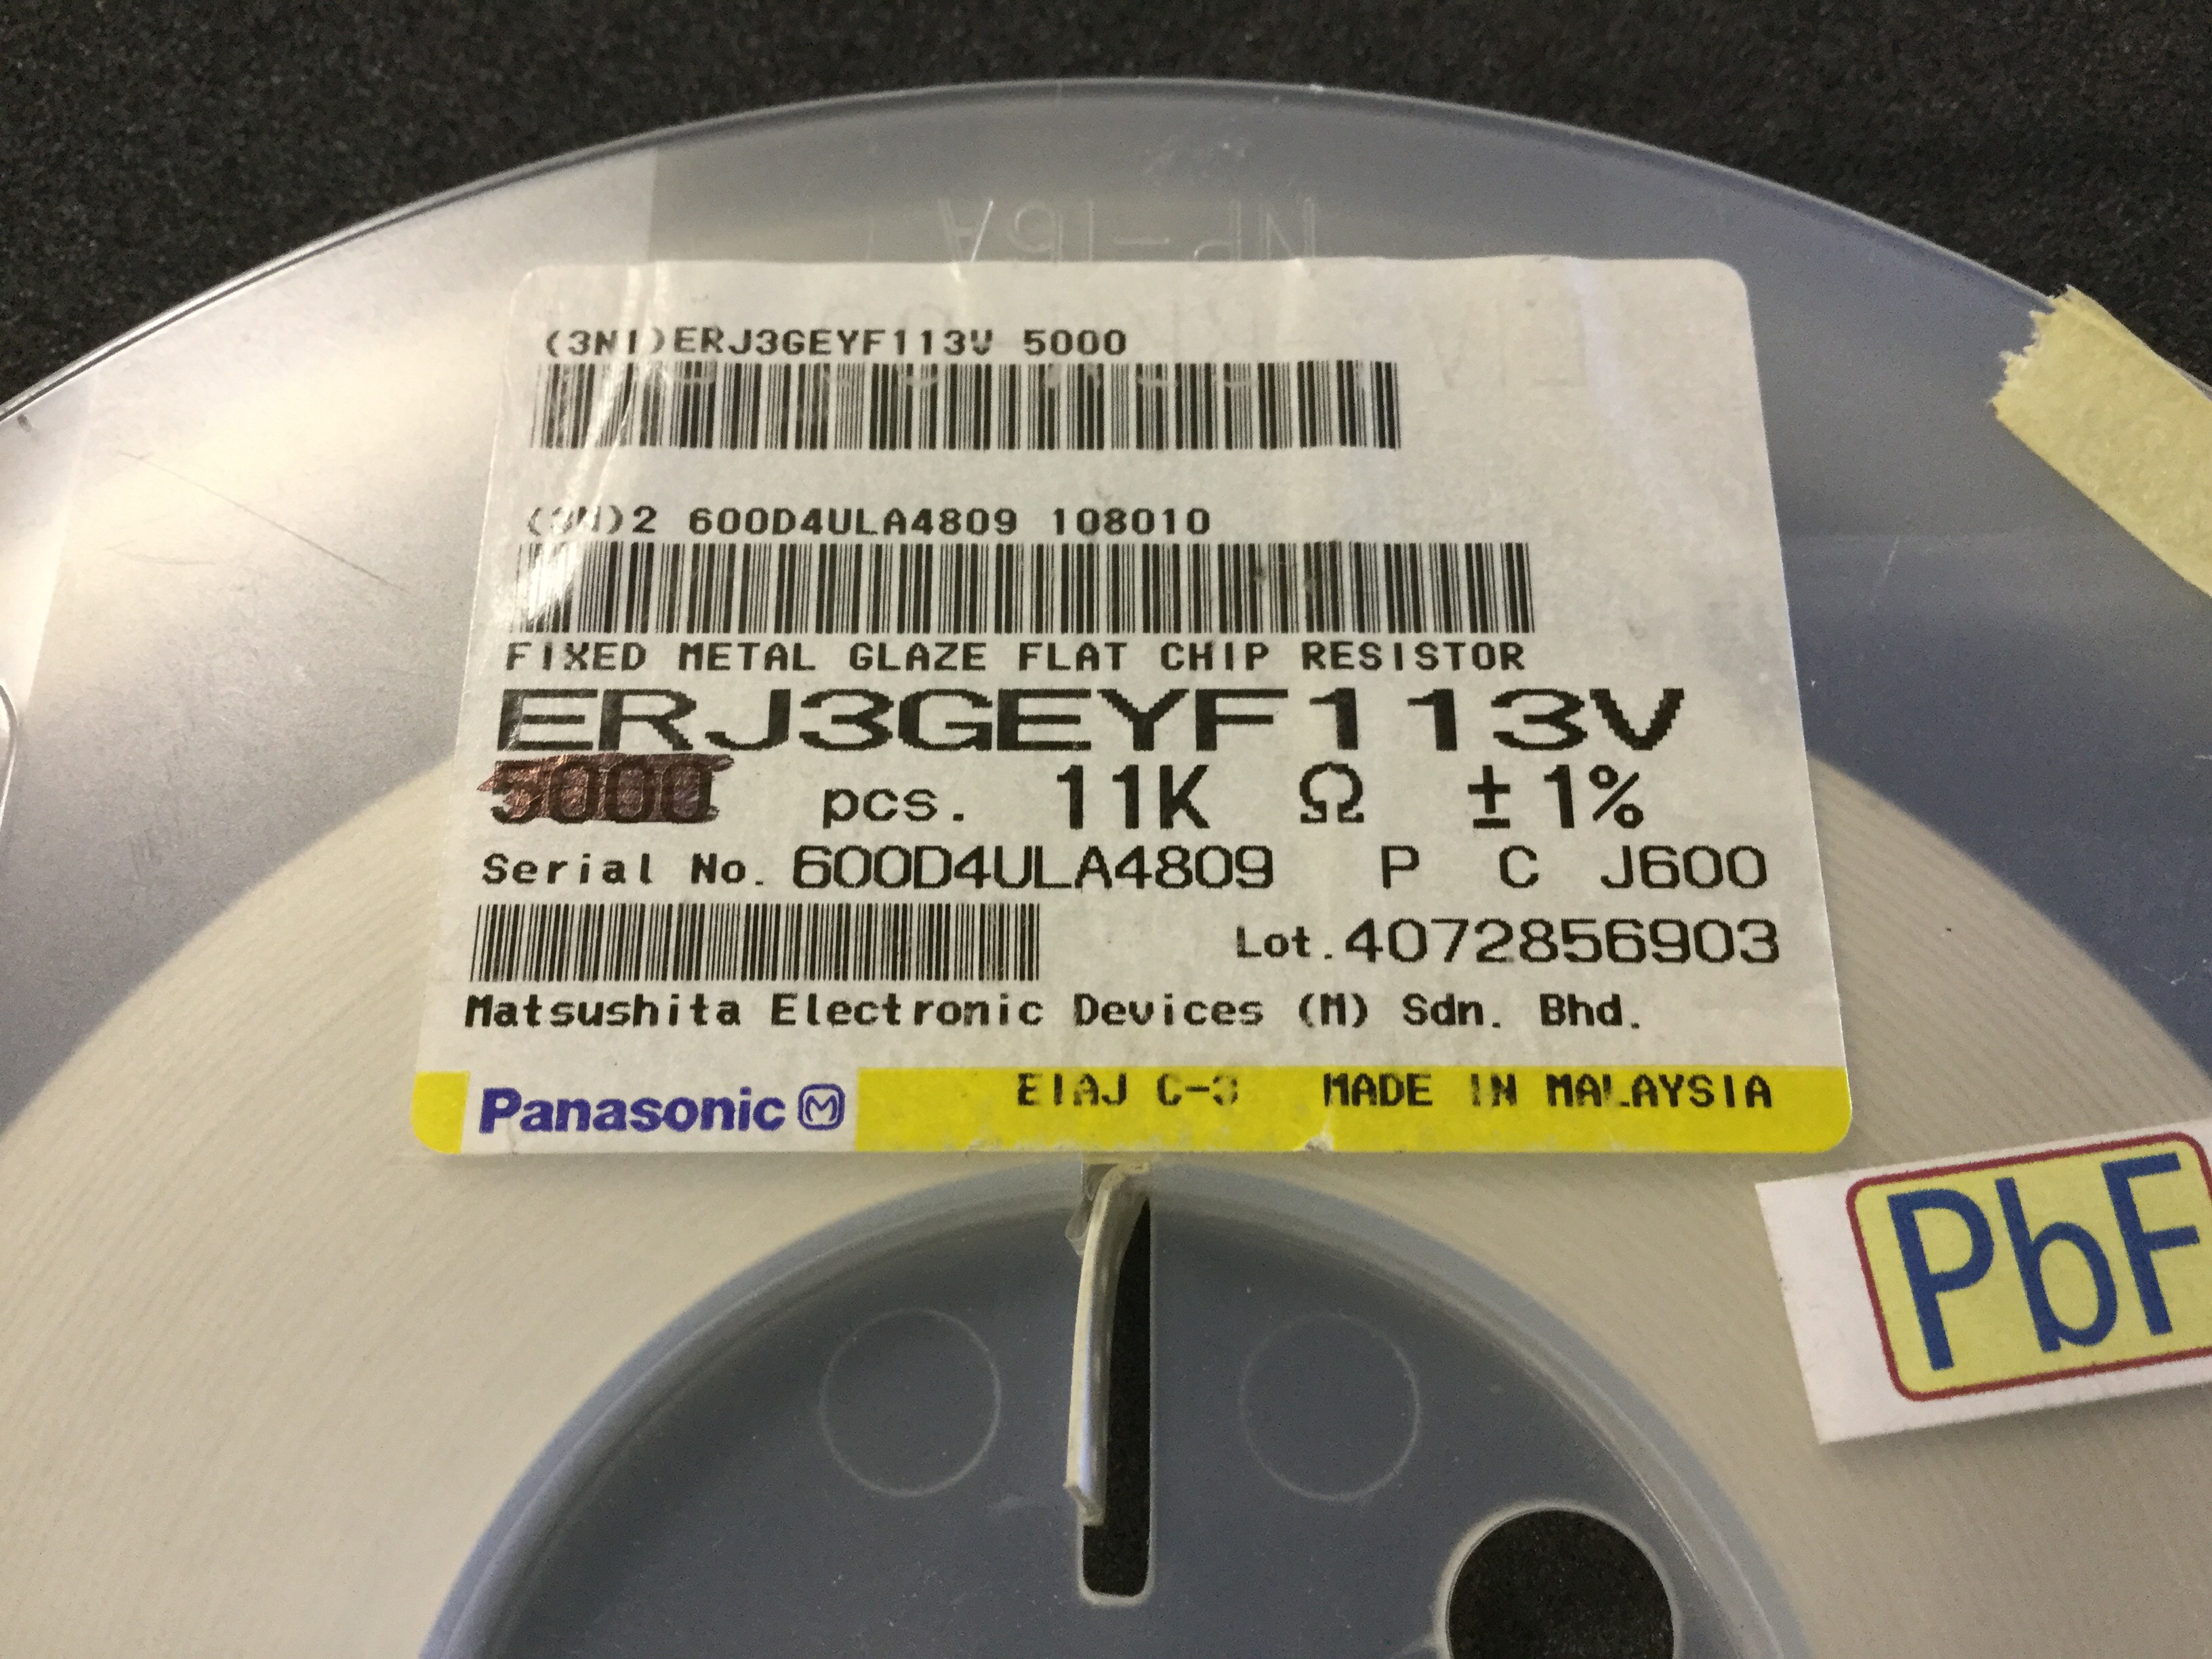 (3N1)ERJ3GEYF113V 5000
(3N)2 600D4ULA4809 108010
FIXED METAL GLAZE FLAT CHIP RESISTOR
ERJ3GEYF113V
5000 pcs. 11K Ω ±1%
Serial No. 600D4ULA4809 P C J600
Lot.4072856903
Matsushita Electronic Devices (M) Sdn. Bhd.
Panasonic M EIAJ C-3 MADE IN MALAYSIA
PbF